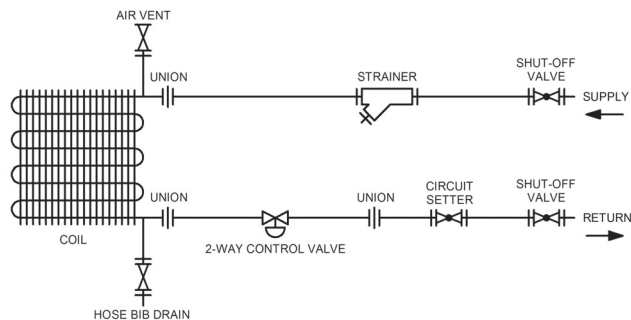 AIR VENT
UNION
STRAINER
SHUT-OFF
VALVE
SUPPLY
UNION
UNION
CIRCUIT
SETTER
SHUT-OFF
VALVE
RETURN
COIL
2-WAY CONTROL VALVE
HOSE BIB DRAIN